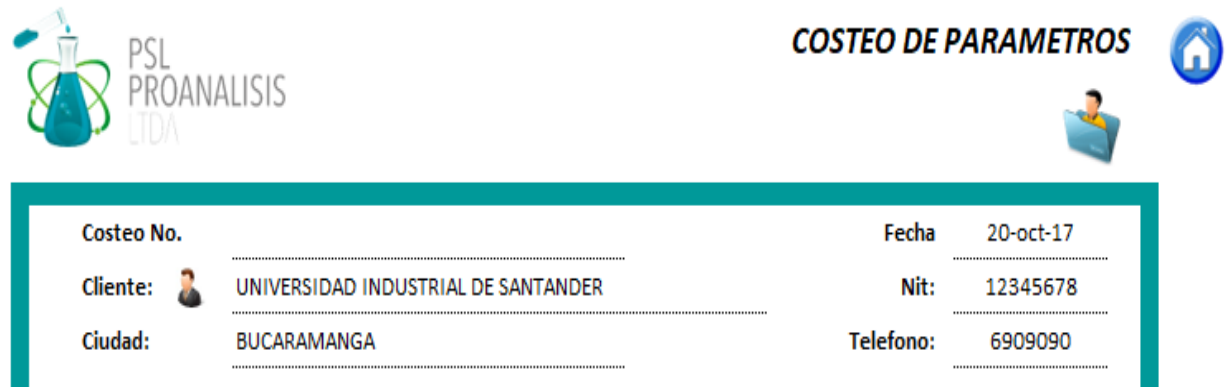 PSL
PROANALISIS
LTDA
COSTEO DE PARAMETROS
Costeo No.
Fecha 20-oct-17
Cliente: UNIVERSIDAD INDUSTRIAL DE SANTANDER
Nit: 12345678
Ciudad: BUCARAMANGA
Telefono: 6909090